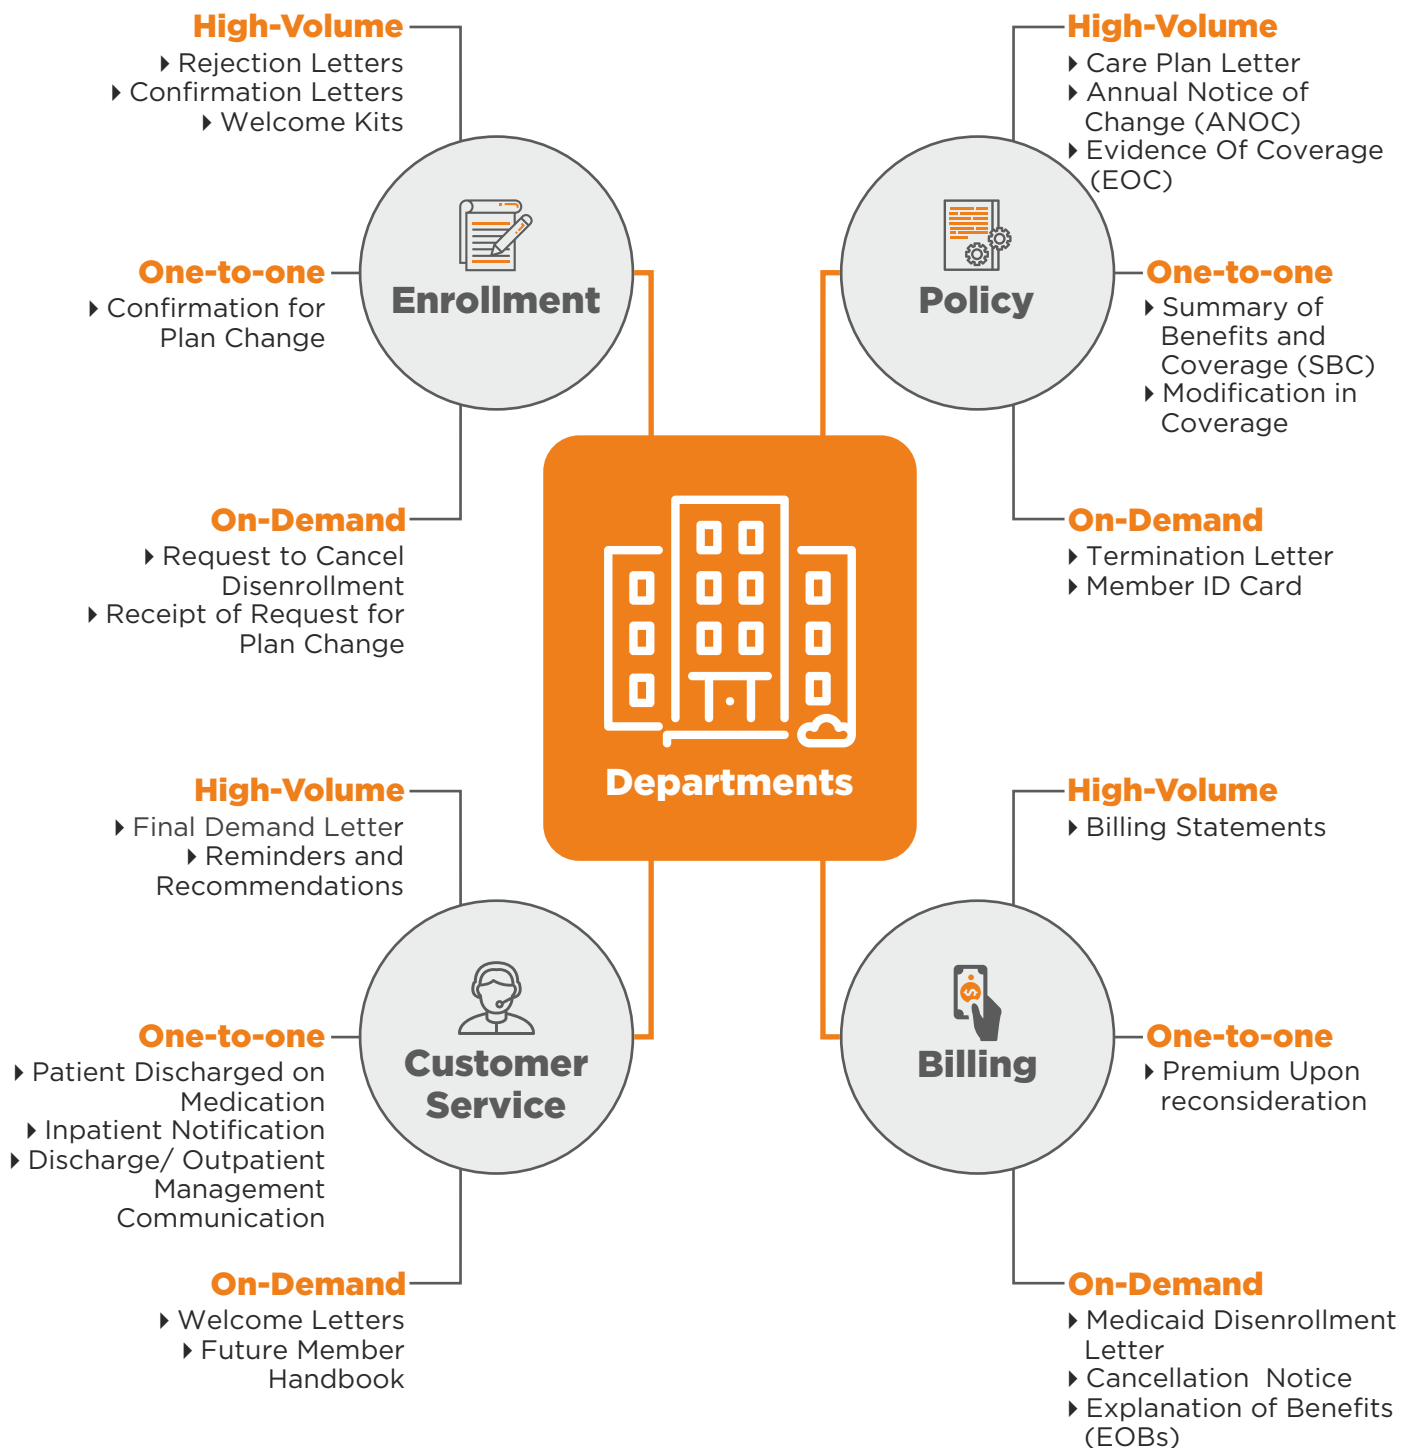 High-Volume
Rejection Letters
Confirmation Letters
Welcome Kits
One-to-one
Confirmation for
Plan Change
On-Demand
Request to Cancel
Disenrollment
Receipt of Request for
Plan Change
Enrollment
High-Volume
Care Plan Letter
Annual Notice of
Change (ANOC)
Evidence Of Coverage
(EOC)
One-to-one
Summary of
Benefits and
Coverage (SBC)
Modification in
Coverage
On-Demand
Termination Letter
Member ID Card
Policy
Departments
High-Volume
Final Demand Letter
Reminders and
Recommendations
One-to-one
Patient Discharged on
Medication
Inpatient Notification
Discharge/ Outpatient
Management
Communication
On-Demand
Welcome Letters
Future Member
Handbook
Customer
Service
High-Volume
Billing Statements
One-to-one
Premium Upon
reconsideration
On-Demand
Medicaid Disenrollment
Letter
Cancellation  Notice
Explanation of Benefits
(EOBs)
Billing
$